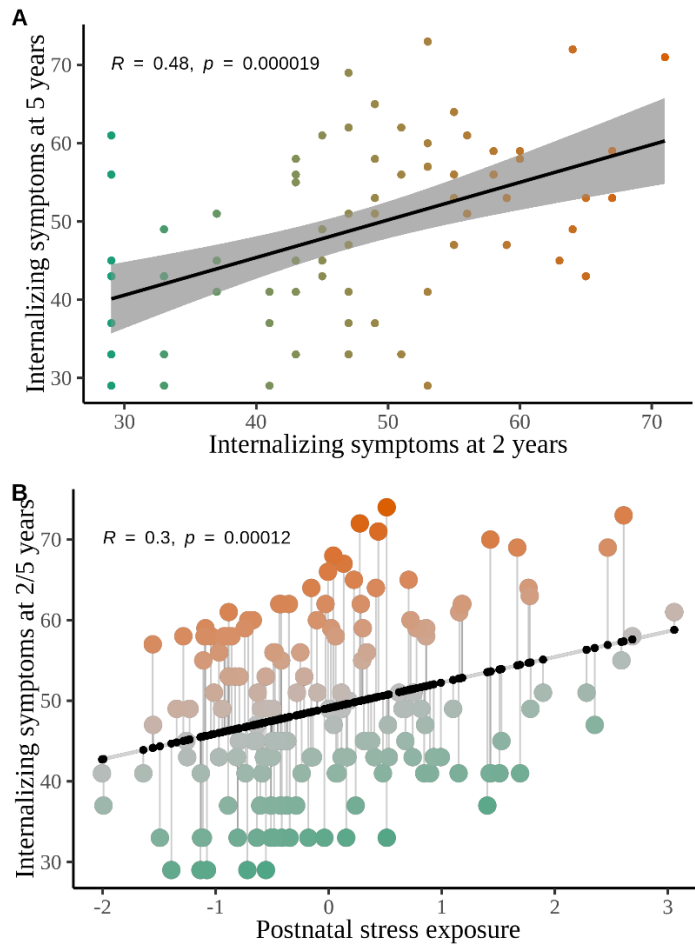 A
Internalizing symptoms at 5 years
R = 0.48, p = 0.000019
70
60
50
40
30
30 40 50 60 70
Internalizing symptoms at 2 years
B
Internalizing symptoms at 2/5 years
R = 0.3, p = 0.00012
70
60
50
40
30
-2 -1 0 1 2 3
Postnatal stress exposure